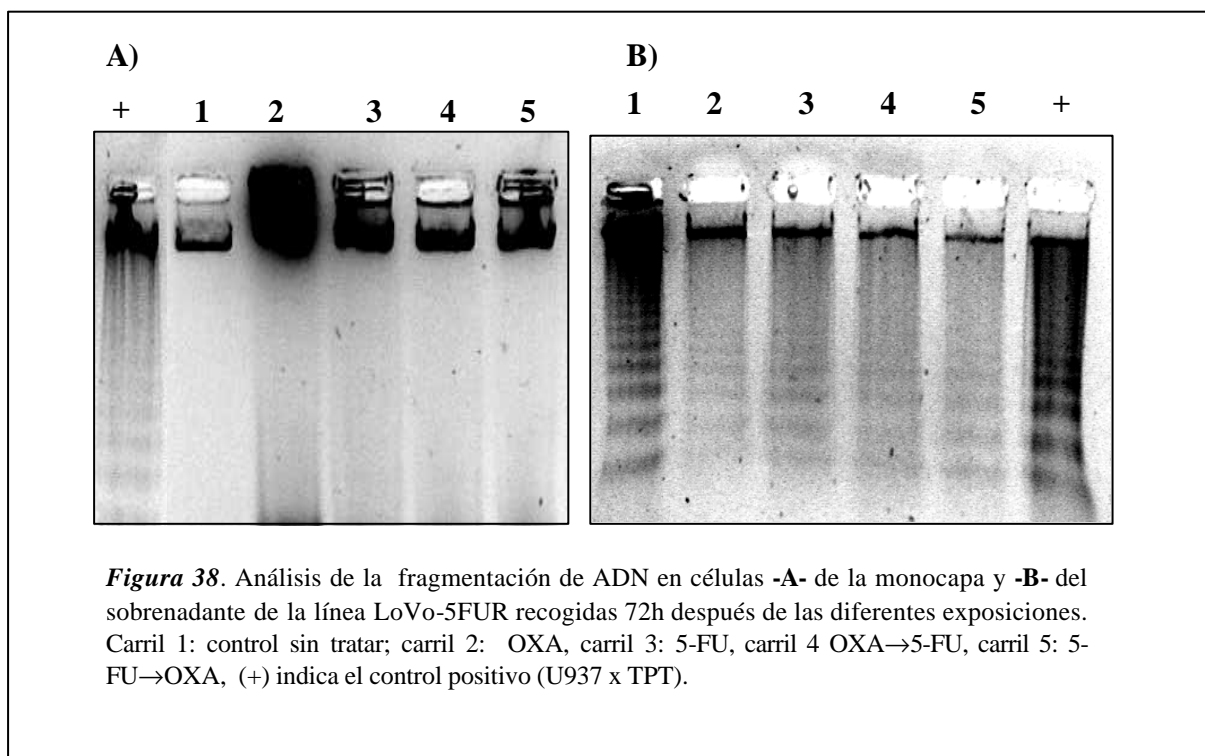 A)
B)
+ 1 2 3 4 5
1 2 3 4 5 +
Figura 38. Análisis de la fragmentación de ADN en células -A- de la monocapa y -B- del
sobrenadante de la línea LoVo-5FUR recogidas 72h después de las diferentes exposiciones.
Carril 1: control sin tratar; carril 2: OXA, carril 3: 5-FU, carril 4 OXA→5-FU, carril 5: 5-
FU→OXA, (+) indica el control positivo (U937 x TPT).